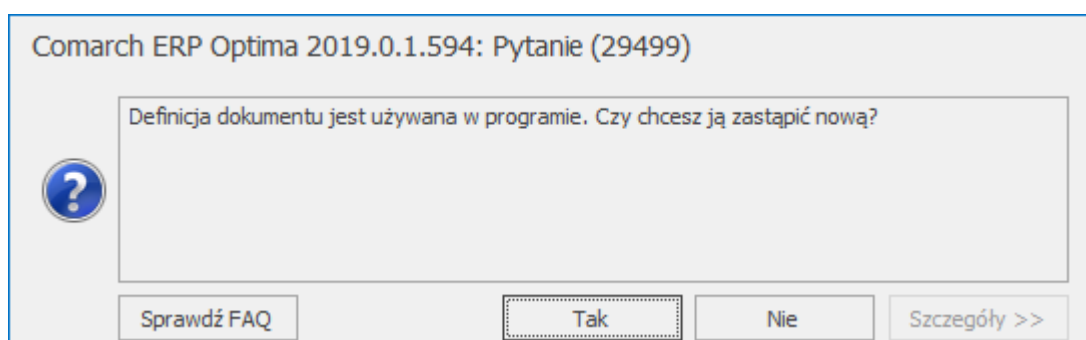 Comarch ERP Optima 2019.0.1.594: Pytanie (29499)
Definicja dokumentu jest używana w programie. Czy chcesz ją zastąpić nową?
Sprawdź FAQ Tak Nie Szczegóły >>